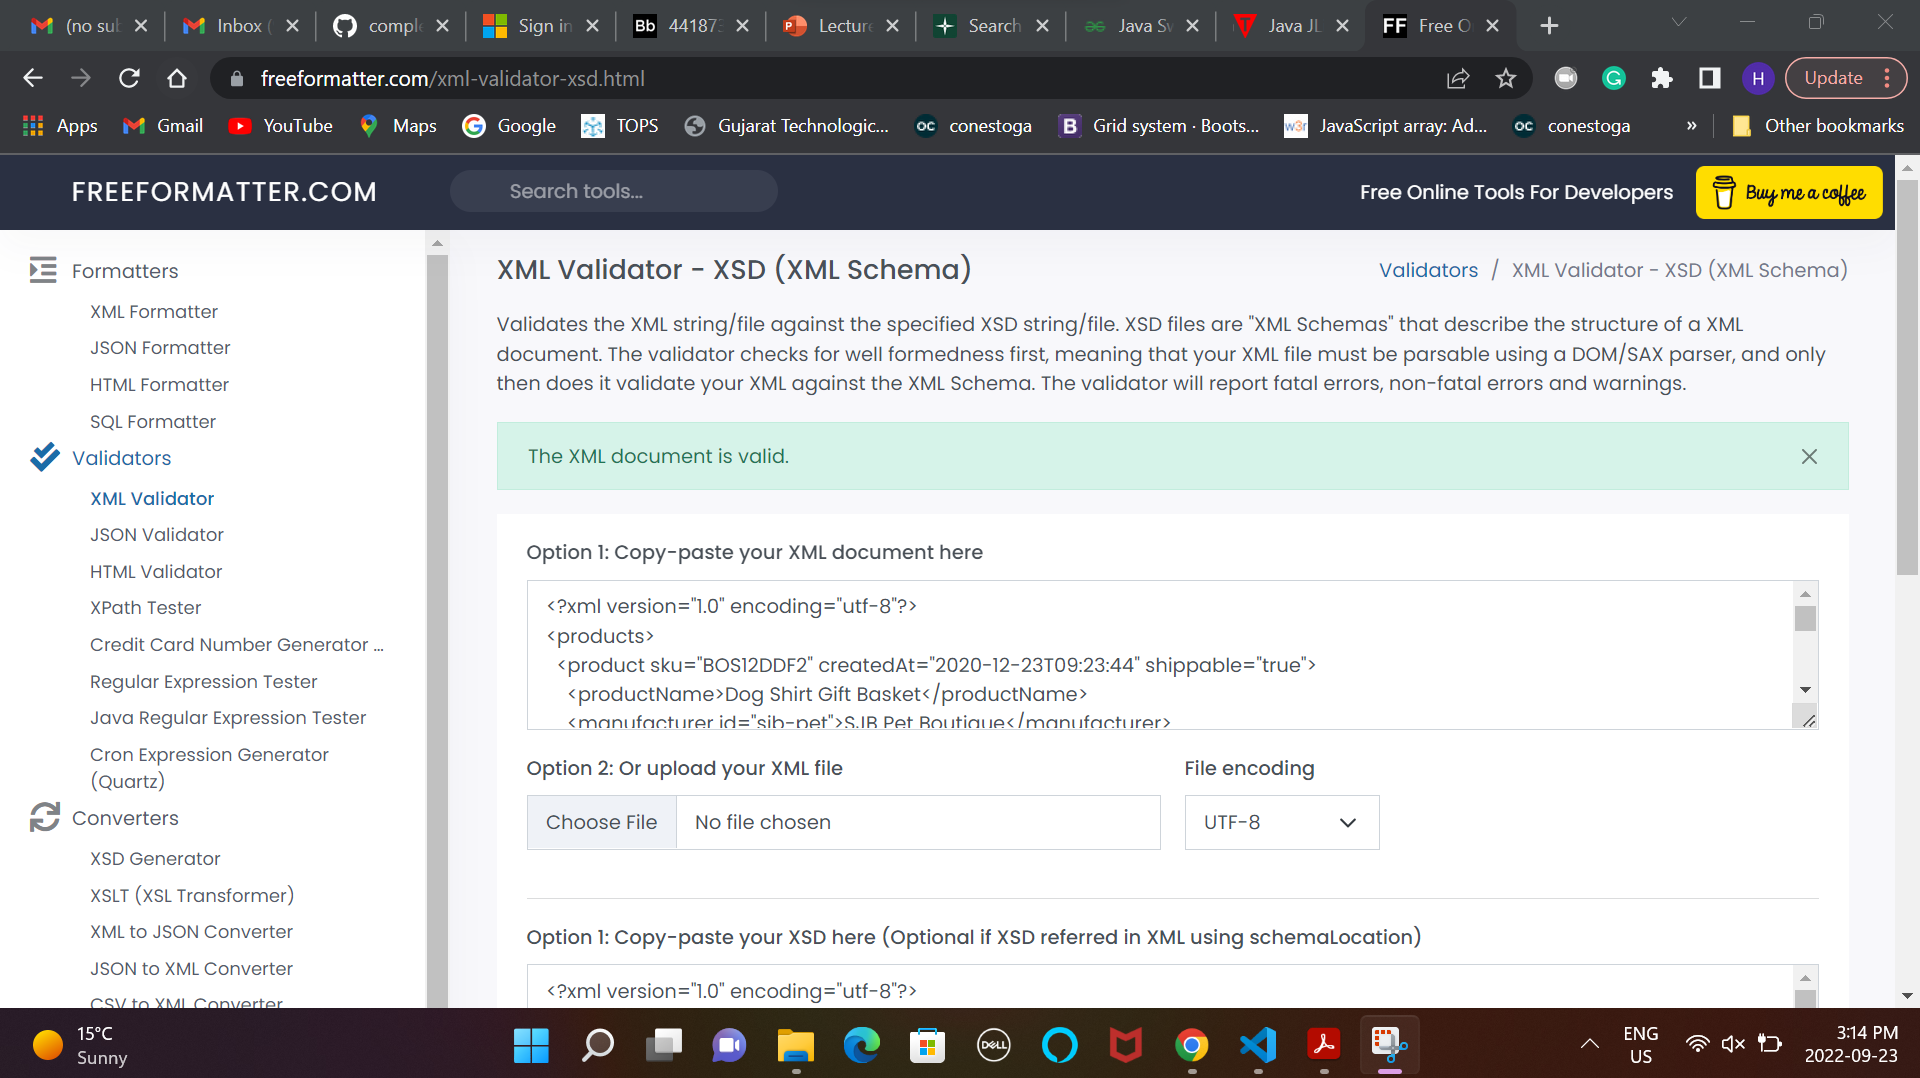 (no sub
Inbox (
comple
Sign in
Bb
441873
Lecture
Search
Java Sw
Java JL
FF
Free O
freeformatter.com/xml-validator-xsd.html
H
Update
Apps
Gmail
YouTube
Maps
Google
TOPS
Gujarat Technologic...
oc
conestoga
B
Grid system · Boots...
w3r
JavaScript array: Ad...
oc
conestoga
»
Other bookmarks
FREEFORMATTER.COM
Search tools...
Free Online Tools For Developers
Buy me a coffee
Formatters
XML Formatter
JSON Formatter
HTML Formatter
SQL Formatter
Validators
XML Validator
JSON Validator
HTML Validator
XPath Tester
Credit Card Number Generator ...
Regular Expression Tester
Java Regular Expression Tester
Cron Expression Generator
(Quartz)
Converters
XSD Generator
XSLT (XSL Transformer)
XML to JSON Converter
JSON to XML Converter
CSV to XML Converter
XML Validator - XSD (XML Schema)
Validators / XML Validator - XSD (XML Schema)
Validates the XML string/file against the specified XSD string/file. XSD files are "XML Schemas" that describe the structure of a XML
document. The validator checks for well formedness first, meaning that your XML file must be parsable using a DOM/SAX parser, and only
then does it validate your XML against the XML Schema. The validator will report fatal errors, non-fatal errors and warnings.
The XML document is valid.
Option 1: Copy-paste your XML document here
<?xml version="1.0" encoding="utf-8"?>
<products>
<product sku="BOS12DDF2" createdAt="2020-12-23T09:23:44" shippable="true">
<productName>Dog Shirt Gift Basket</productName>
<manufacturer id="sjb-pet">SJB Pet Boutique</manufacturer>
Option 2: Or upload your XML file
File encoding
Choose File
No file chosen
UTF-8
Option 1: Copy-paste your XSD here (Optional if XSD referred in XML using schemaLocation)
<?xml version="1.0" encoding="utf-8"?>
15°C
Sunny
DELL
ENG
US
3:14 PM
2022-09-23